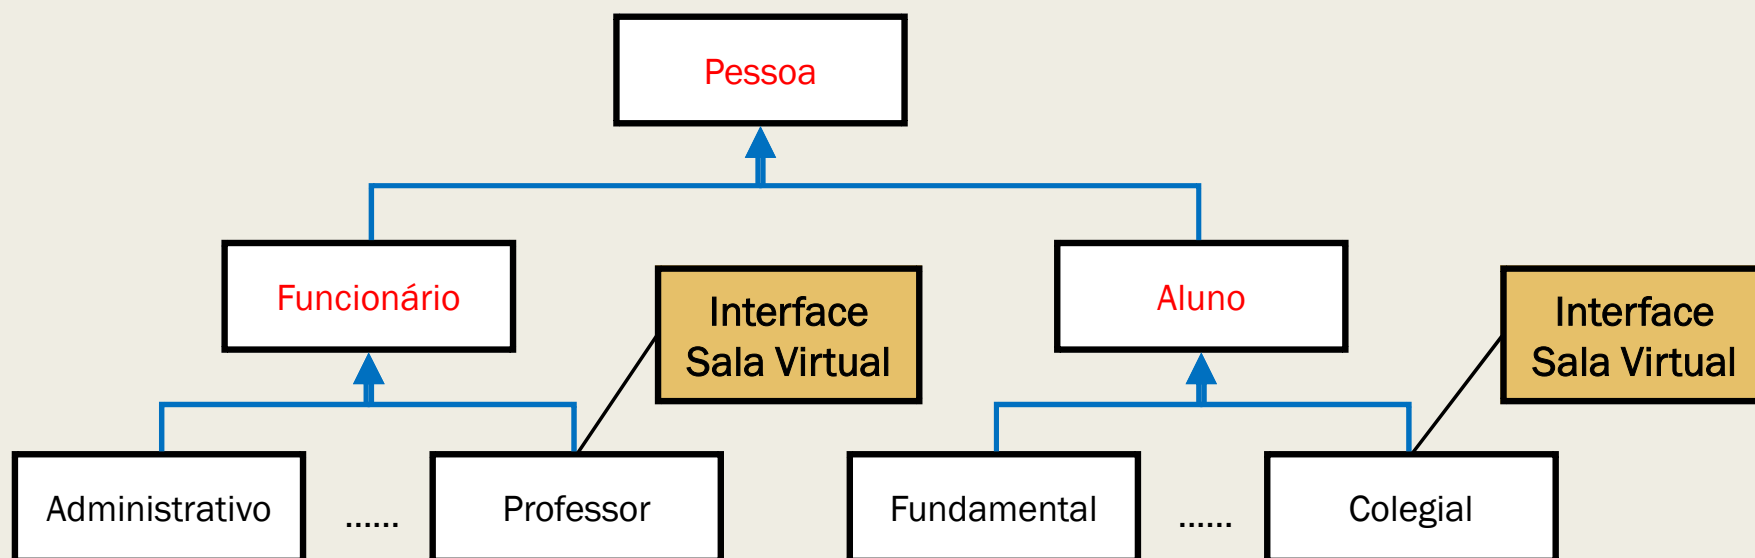 Pessoa
Funcionário
Interface
Sala Virtual
Aluno
Interface
Sala Virtual
Administrativo
......
Professor
Fundamental
......
Colegial